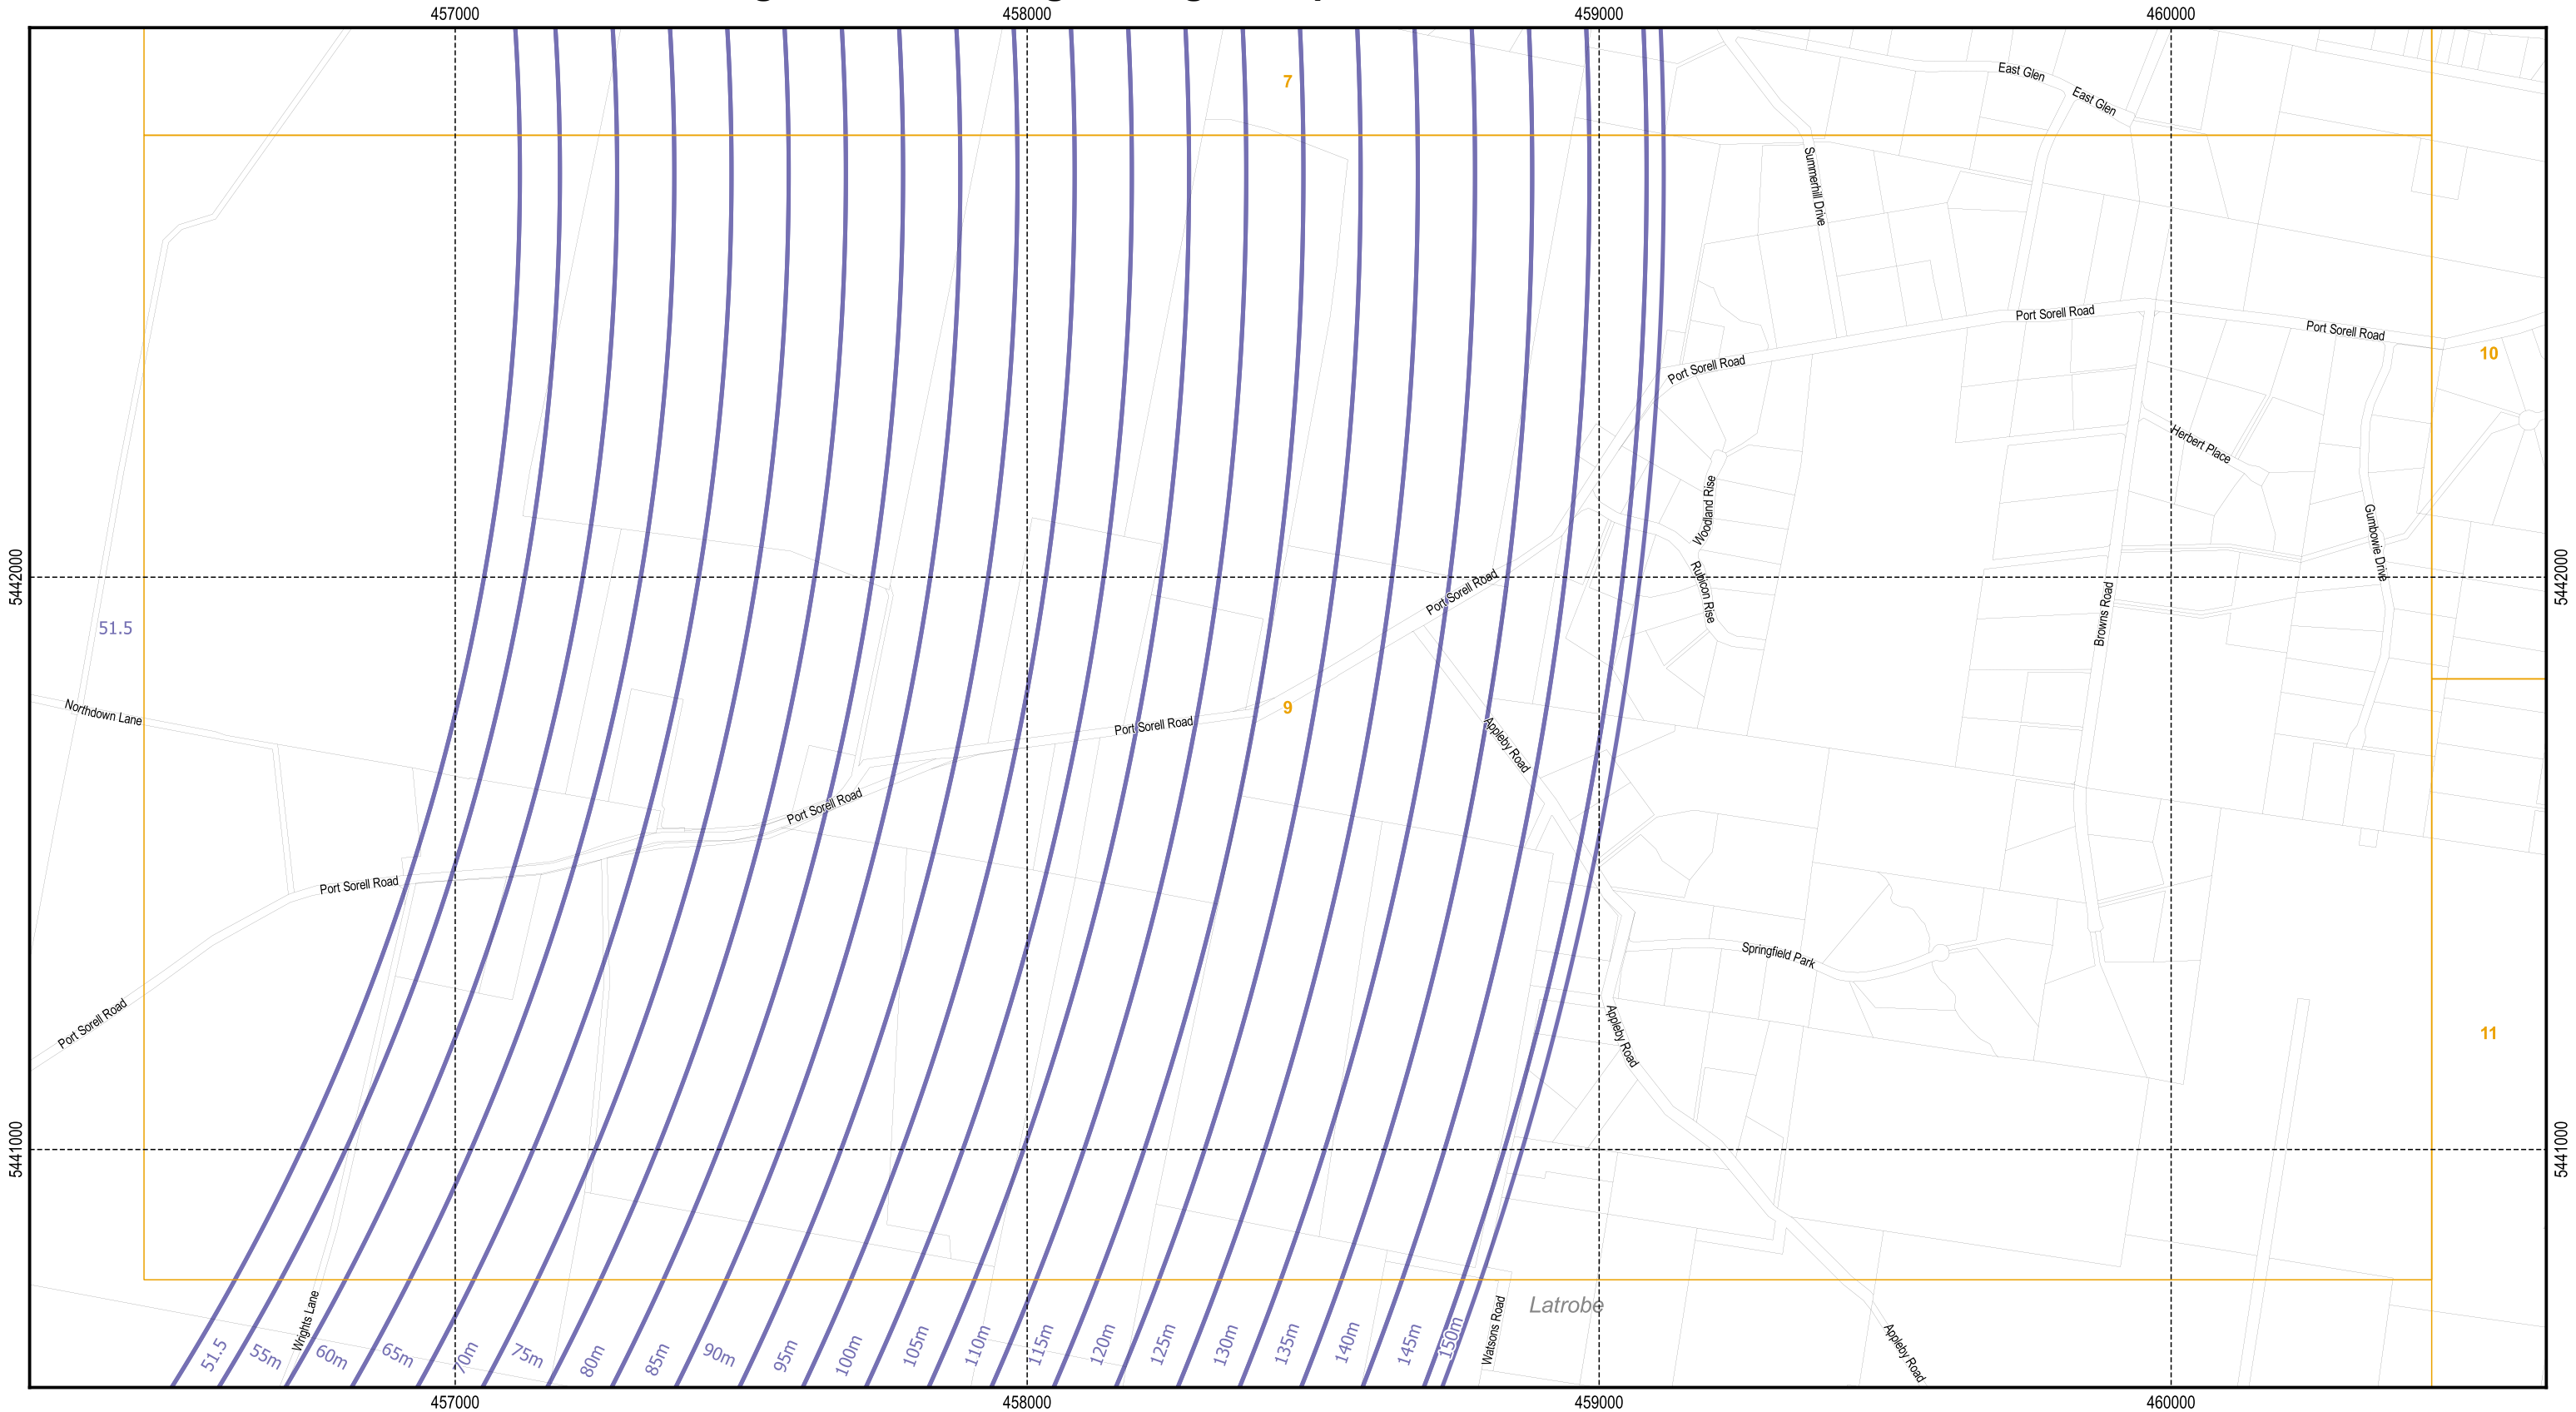 457000
458000
459000
460000
7
East Glen
East Glen
Summerhill Drive
Port Sorell Road
Port Sorell Road
Port Sorell Road
10
Herbert Place
Woodland Rise
Gumbowie Drive
5442000
5442000
Port Sorell Road
Rubicon Rise
Browns Road
51.5
Northdown Lane
9
Port Sorell Road
Appleby Road
Port Sorell Road
Port Sorell Road
Springfield Park
Port Sorell Road
Appleby Road
11
5441000
5441000
Wrights Lane
Latrobe
Watsons Road
Appleby Road
51.5
55m
60m
65m
70m
75m
80m
85m
90m
95m
100m
105m
110m
115m
120m
125m
130m
135m
140m
145m
150m
457000
458000
459000
460000